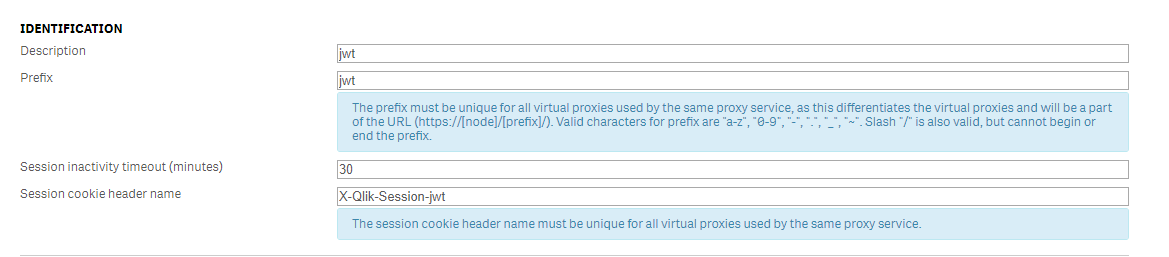 IDENTIFICATION
Description
jwt
Prefix
jwt
The prefix must be unique for all virtual proxies used by the same proxy service, as this differentiates the virtual proxies and will be a part
of the URL (https://[node]/[prefix]/). Valid characters for prefix are "a-z", "0-9", "-", ".", "_", "~". Slash "/" is also valid, but cannot begin or
end the prefix.
Session inactivity timeout (minutes)
30
Session cookie header name
X-Qlik-Session-jwt
The session cookie header name must be unique for all virtual proxies used by the same proxy service.